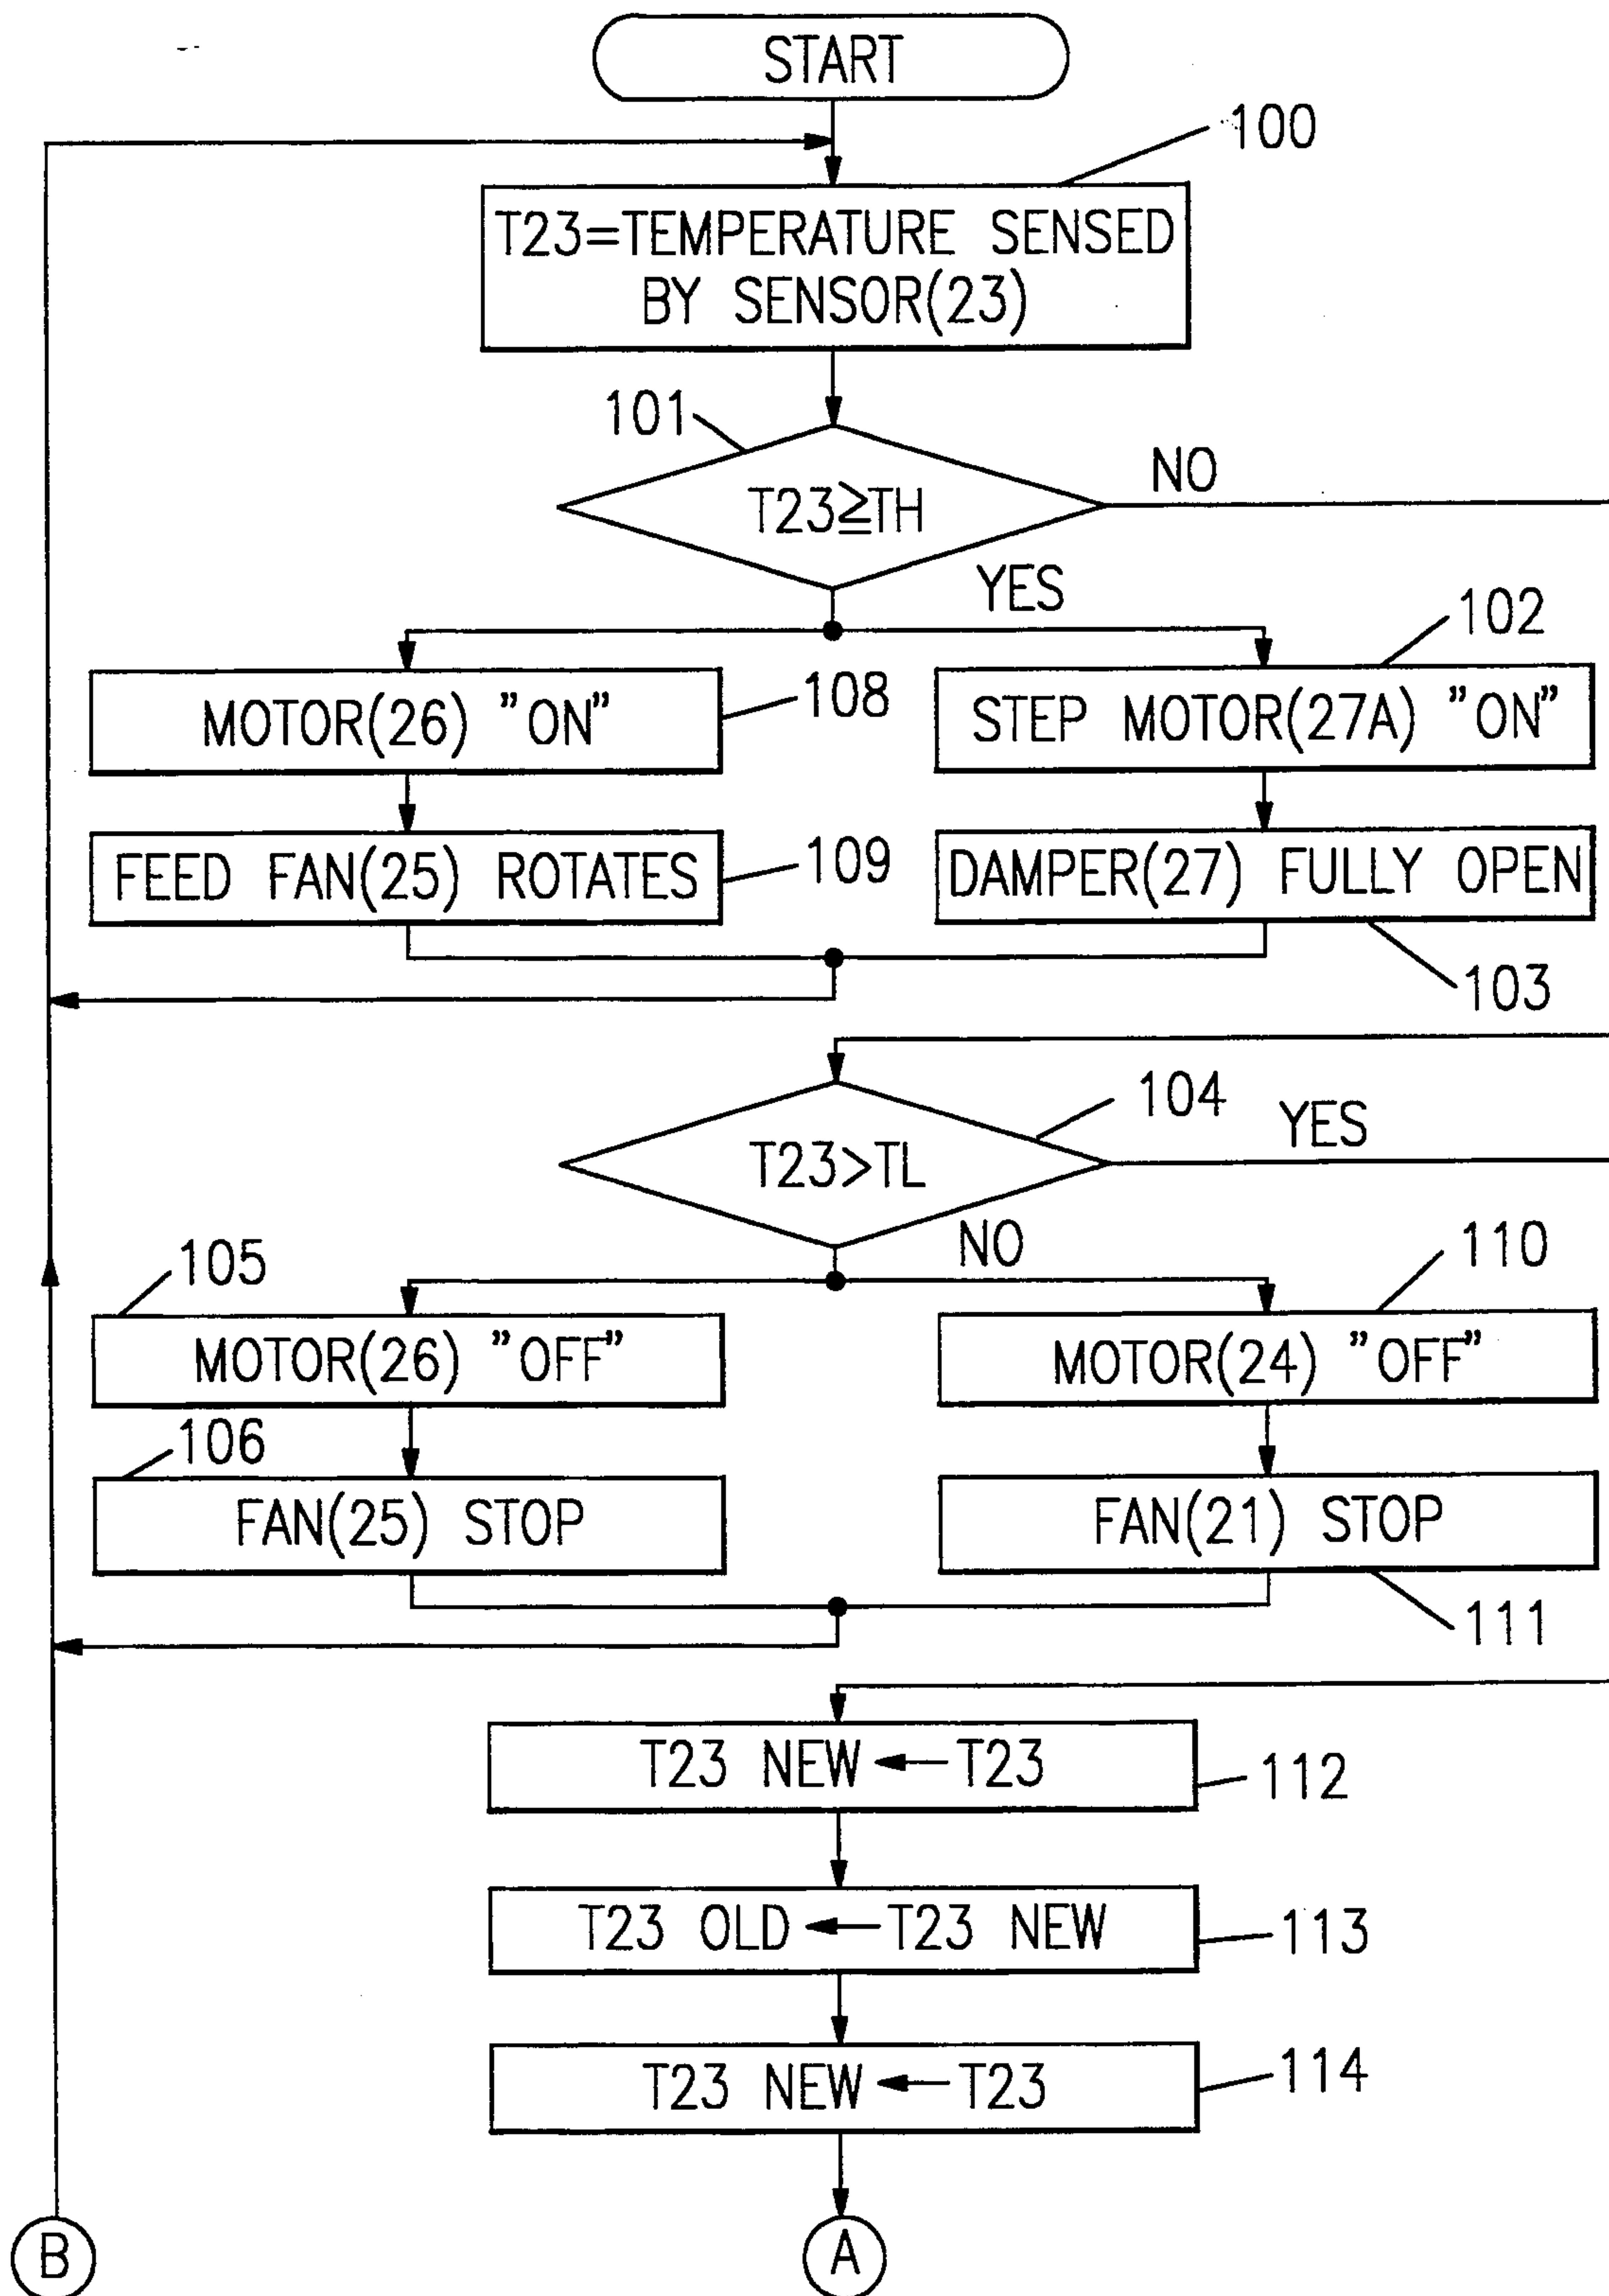 START
100
T23=TEMPERATURE SENSED
BY SENSOR(23)
101
T23≧TH
NO
YES
102
MOTOR(26) "ON"
108
STEP MOTOR(27A) "ON"
FEED FAN(25) ROTATES
109
DAMPER(27) FULLY OPEN
103
104
T23>TL
YES
NO
105
110
MOTOR(26) "OFF"
MOTOR(24) "OFF"
106
FAN(25) STOP
FAN(21) STOP
111
T23 NEW ← T23
112
T23 OLD ← T23 NEW
113
T23 NEW ← T23
114
B
A